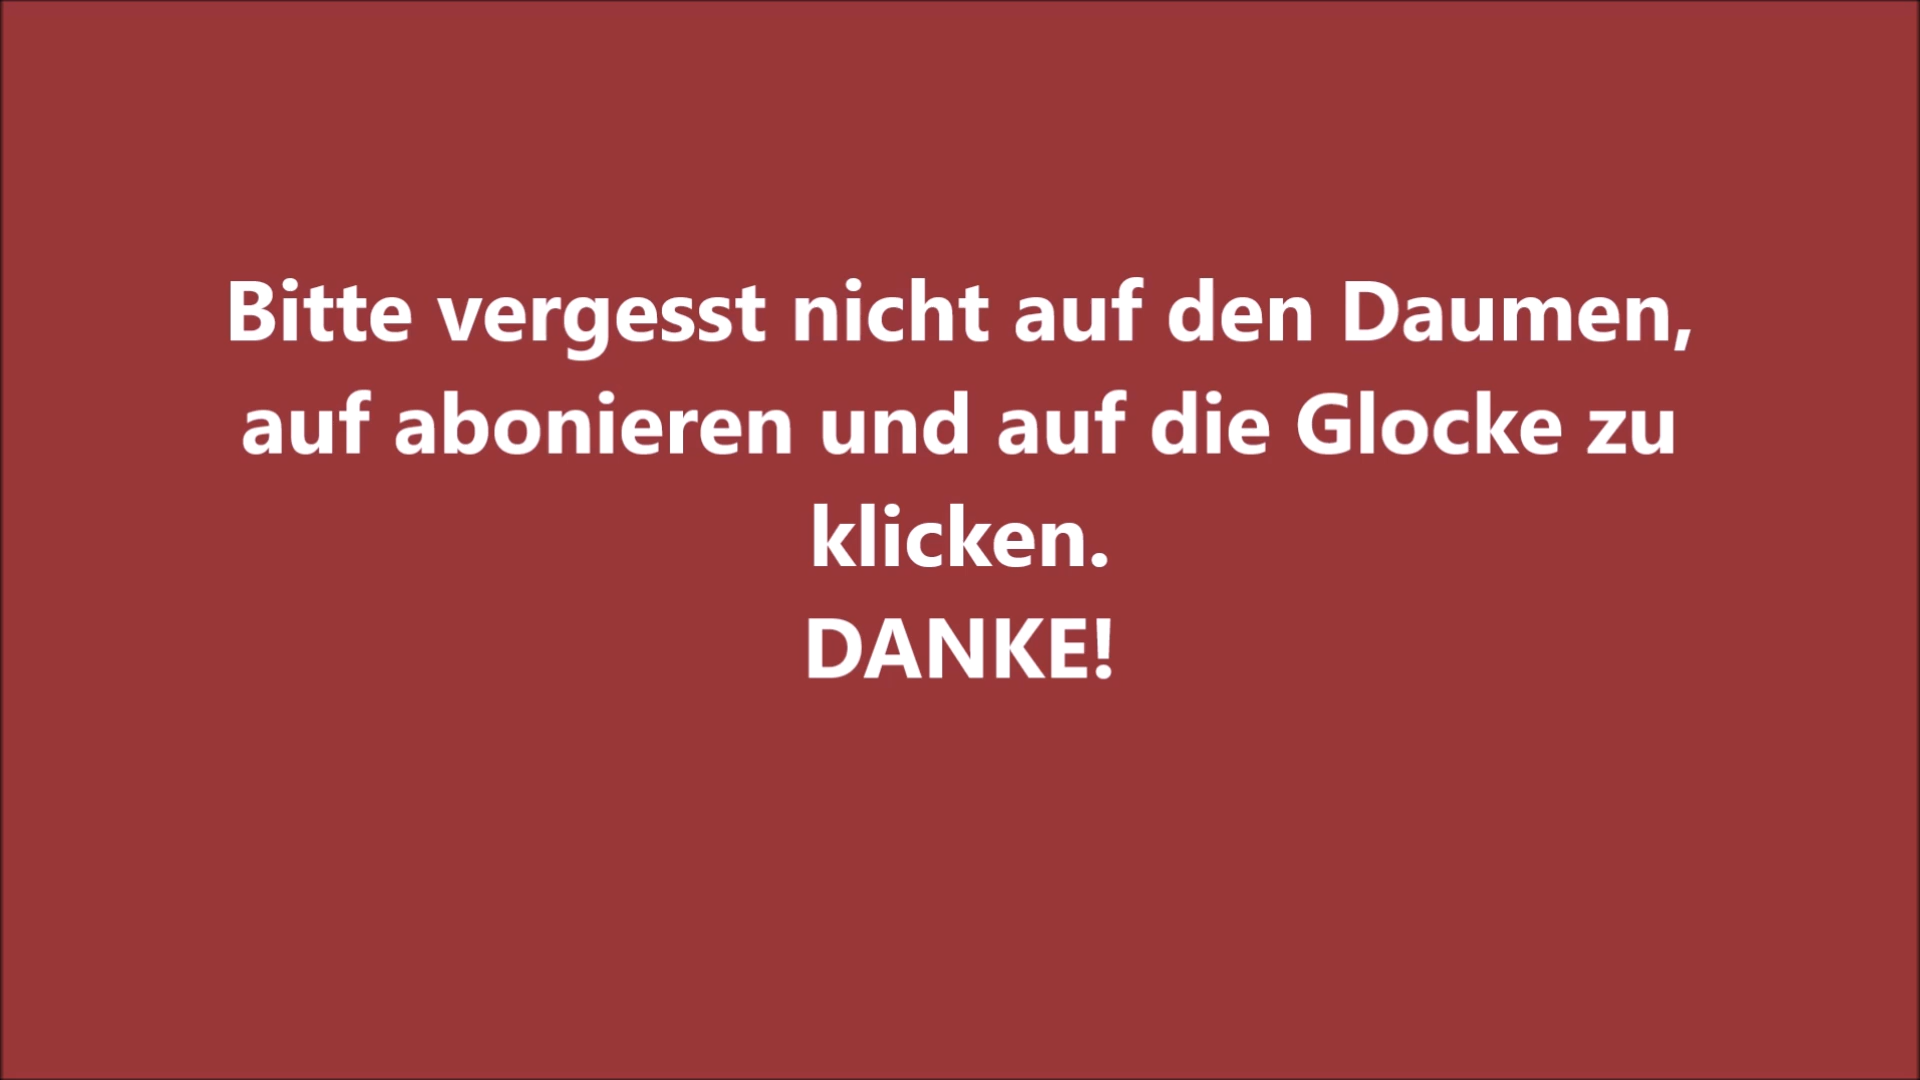 Bitte vergesst nicht auf den Daumen,
auf abonieren und auf die Glocke zu
klicken.
DANKE!